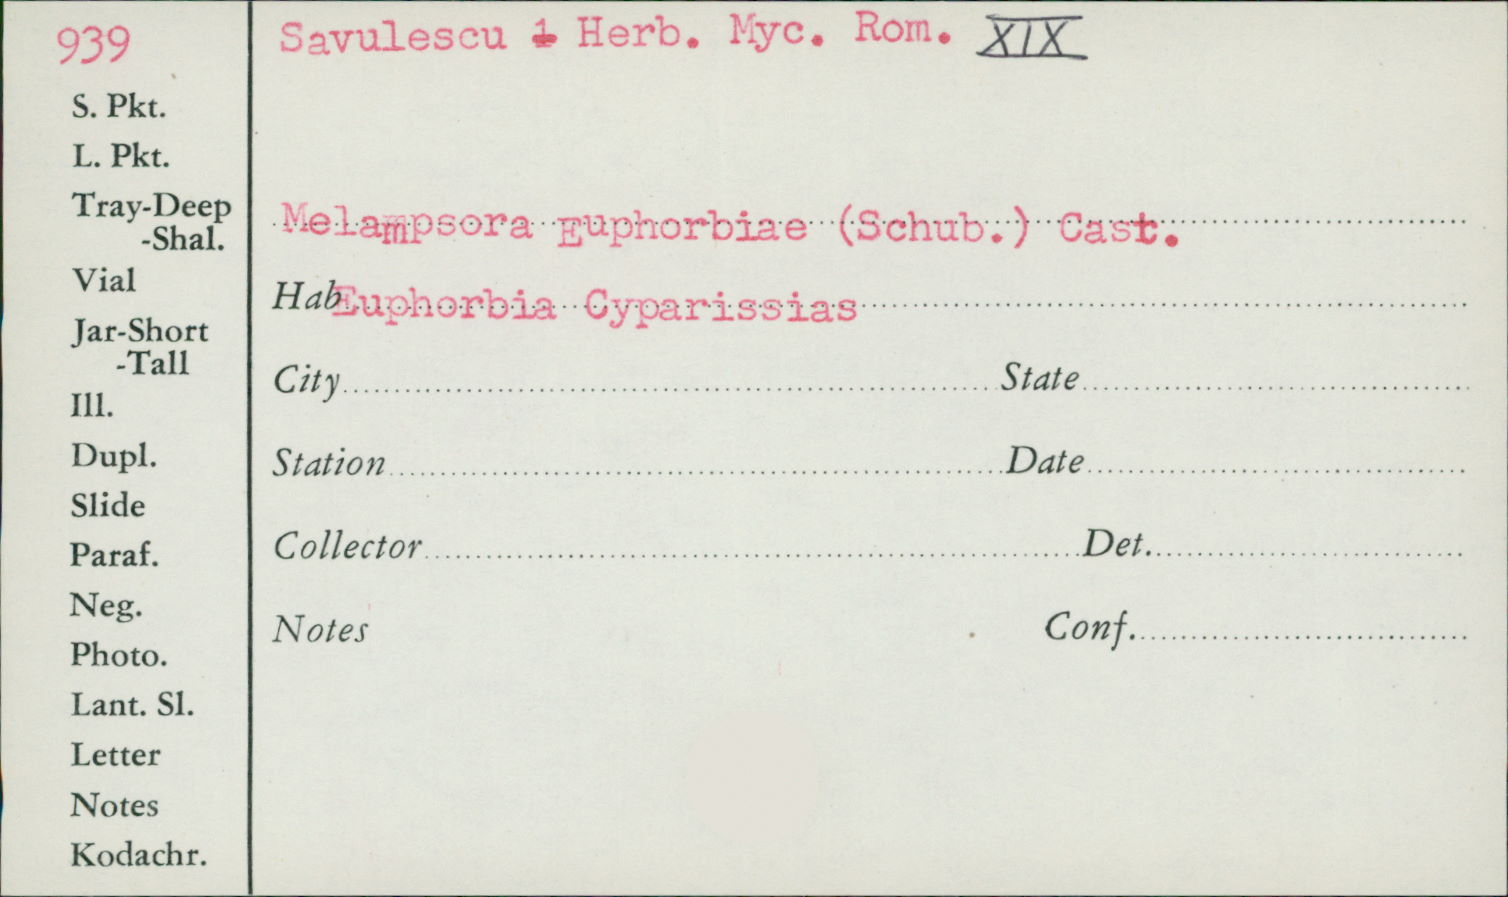 939
Savulescu 1 Herb. Myc. Rom. XIX
S. Pkt.
L. Pkt.
Tray-Deep
-Shal.
Vial
Jar-Short
-Tall
Ill.
Dupl.
Slide
Paraf.
Neg.
Photo.
Lant. Sl.
Letter
Notes
Kodachr.
Melampsora Euphorbiae (Schub.) Cast.
Hab Euphorbia Cyparissias
City State
Station Date
Collector Det.
Notes Conf.